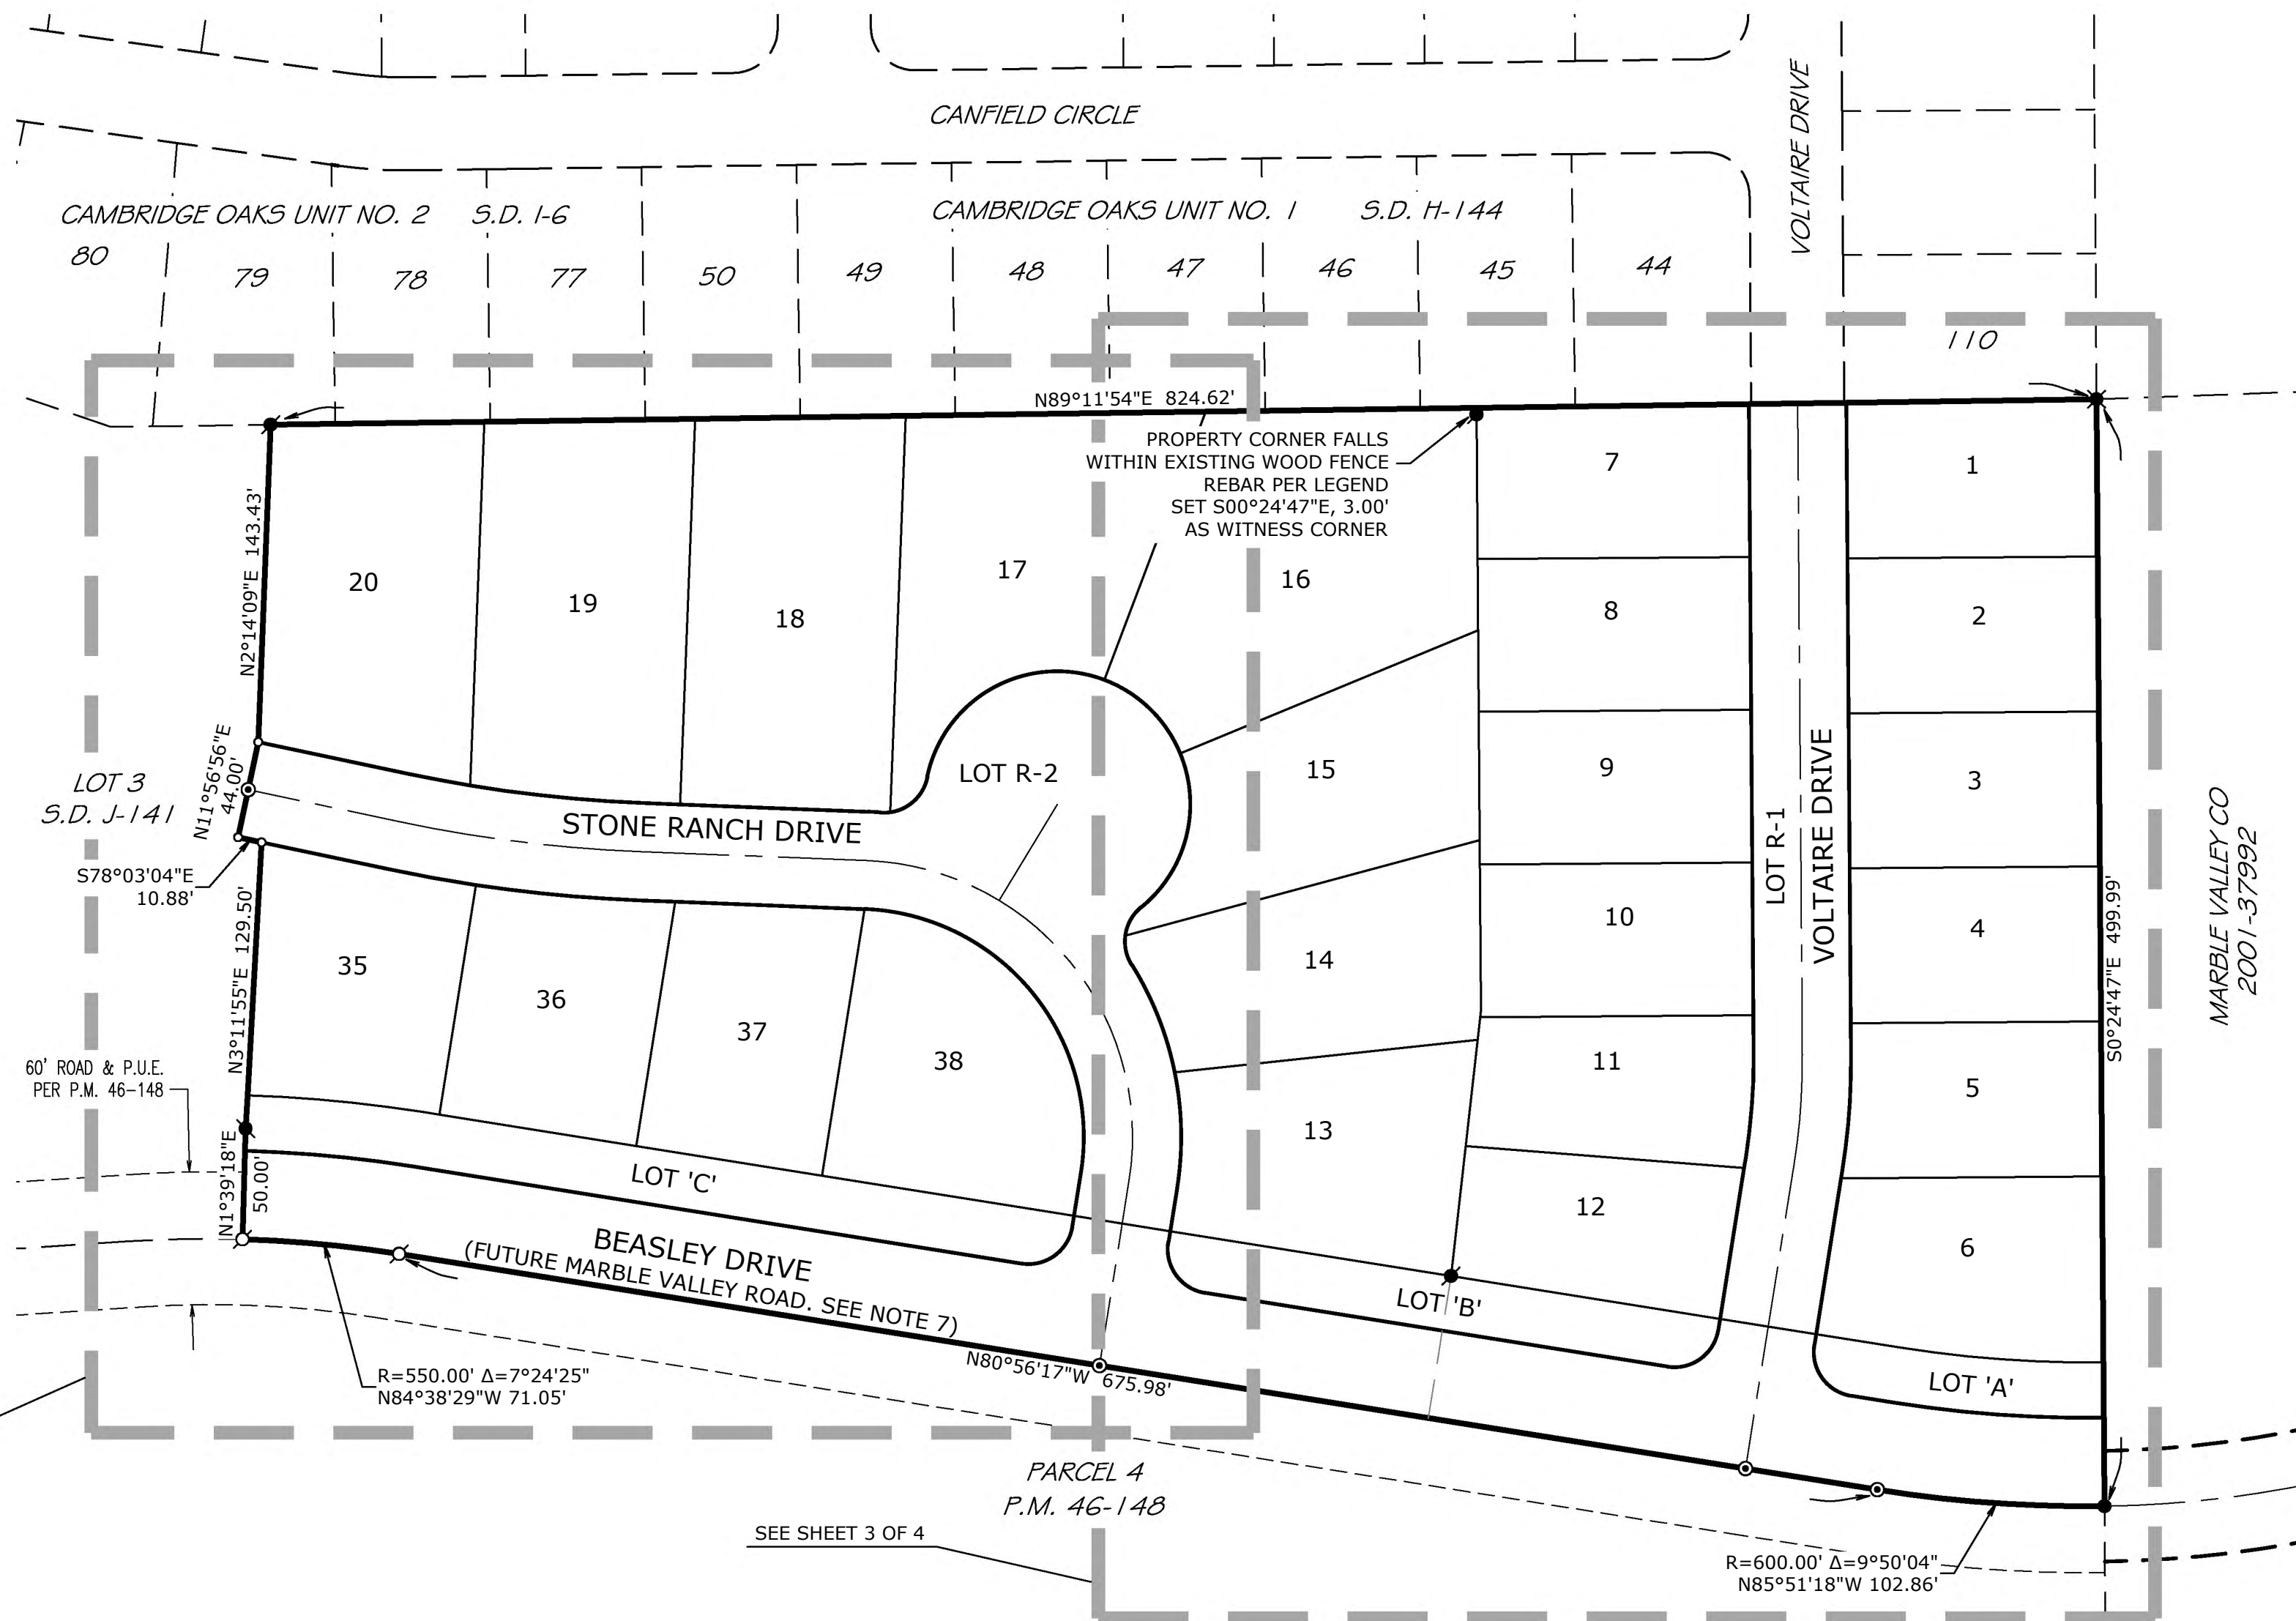 CANFIELD CIRCLE
VOLTAIRE DRIVE
CAMBRIDGE OAKS UNIT NO. 2 S.D. I-6
CAMBRIDGE OAKS UNIT NO. 1 S.D. H-144
80
79
78
77
50
49
48
47
46
45
44
110
N89°11'54"E 824.62'
PROPERTY CORNER FALLS
WITHIN EXISTING WOOD FENCE
REBAR PER LEGEND
SET S00°24'47"E, 3.00'
AS WITNESS CORNER
7
1
N2°14'09"E 143.43'
20
19
18
17
16
8
2
N11°56'56"E
44.00'
LOT 3
S.D. J-141
LOT R-2
15
9
3
STONE RANCH DRIVE
LOT R-1
VOLTAIRE DRIVE
MARBLE VALLEY CO
2001-37992
S78°03'04"E
10.88'
N3°11'55"E 129.50'
35
36
37
38
14
10
4
S0°24'47"E 499.99'
60' ROAD & P.U.E.
PER P.M. 46-148
13
11
5
N1°39'18"E
50.00'
LOT 'C'
12
6
BEASLEY DRIVE
(FUTURE MARBLE VALLEY ROAD. SEE NOTE 7)
LOT 'B'
LOT 'A'
R=550.00' Δ=7°24'25"
N84°38'29"W 71.05'
N80°56'17"W 675.98'
PARCEL 4
P.M. 46-148
SEE SHEET 3 OF 4
R=600.00' Δ=9°50'04"
N85°51'18"W 102.86'